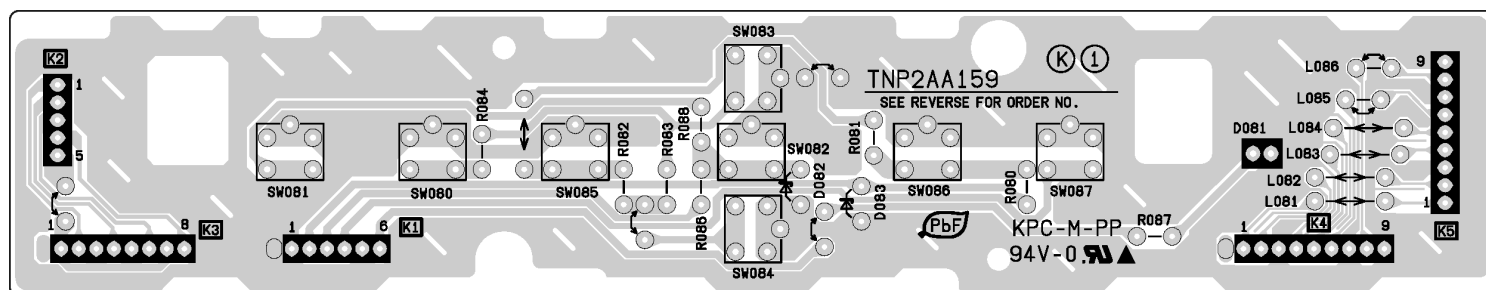 SW083
K 1
K2
TNP2AA159
SEE REVERSE FOR ORDER NO.
L086
9
1
R084
R088
L085
R082
R083
R081
L084
D081
5
SW082
L083
SW081
SW080
SW085
D082
SW086
R080
SW087
L082
D083
L081
1
K5
1
8
K3
1
6
K1
R086
PbF
KPC-M-PP
R087
1
K4
9
94V-0
SW084